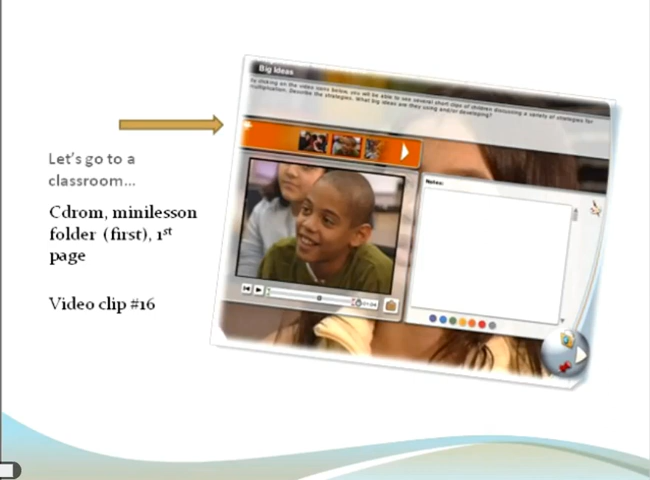 Big Ideas
by clicking on the video icons below, you will be able to see several short clips of children discussing a variety of strategies for
multiplication. Describe the strategies. What big ideas are they using and/or developing?
Let's go to a
classroom...
Cdrom, minilesson
folder (first), 1st
page
Notes:
Video clip #16